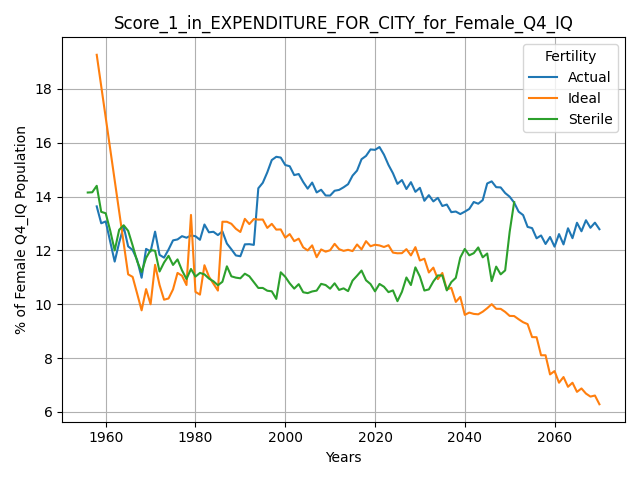 Score_1_in_EXPENDITURE_FOR_CITY_for_Female_Q4_IQ
Fertility
Actual
Ideal
Sterile
% of Female Q4_IQ Population
18
16
14
12
10
8
6
1960 1980 2000 2020 2040 2060
Years